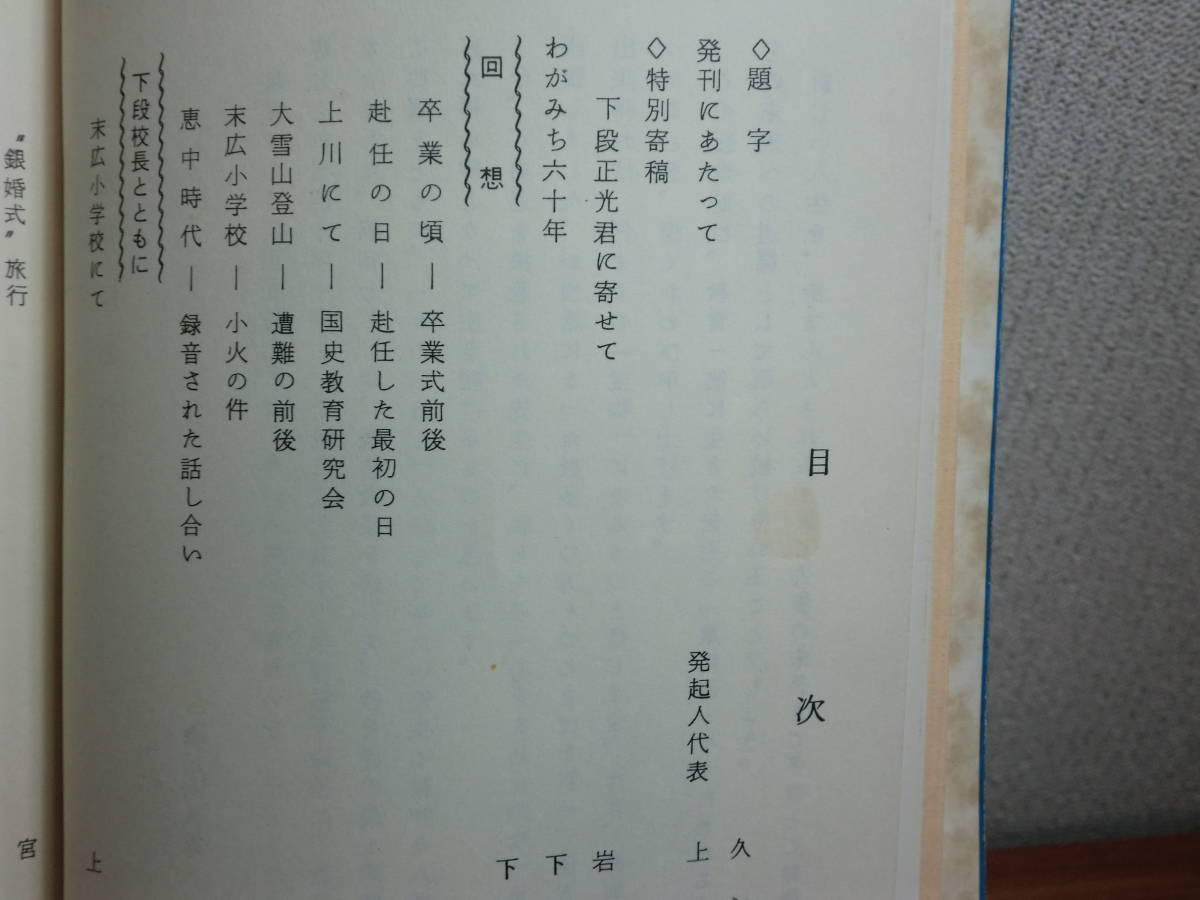 目次
◇題字 久
発刊にあたって 発起人代表 上
◇特別寄稿
下段正光君に寄せて 岩
わがみち六十年 下
回想 下
卒業の頃―卒業式前後
赴任の日―赴任した最初の日
上川にて―国史教育研究会
大雪山登山―遭難の前後
末広小学校―小火の件
恵中時代―録音された話し合い
下段校長とともに
末広小学校にて 上
〝銀婚式〟旅行 宮